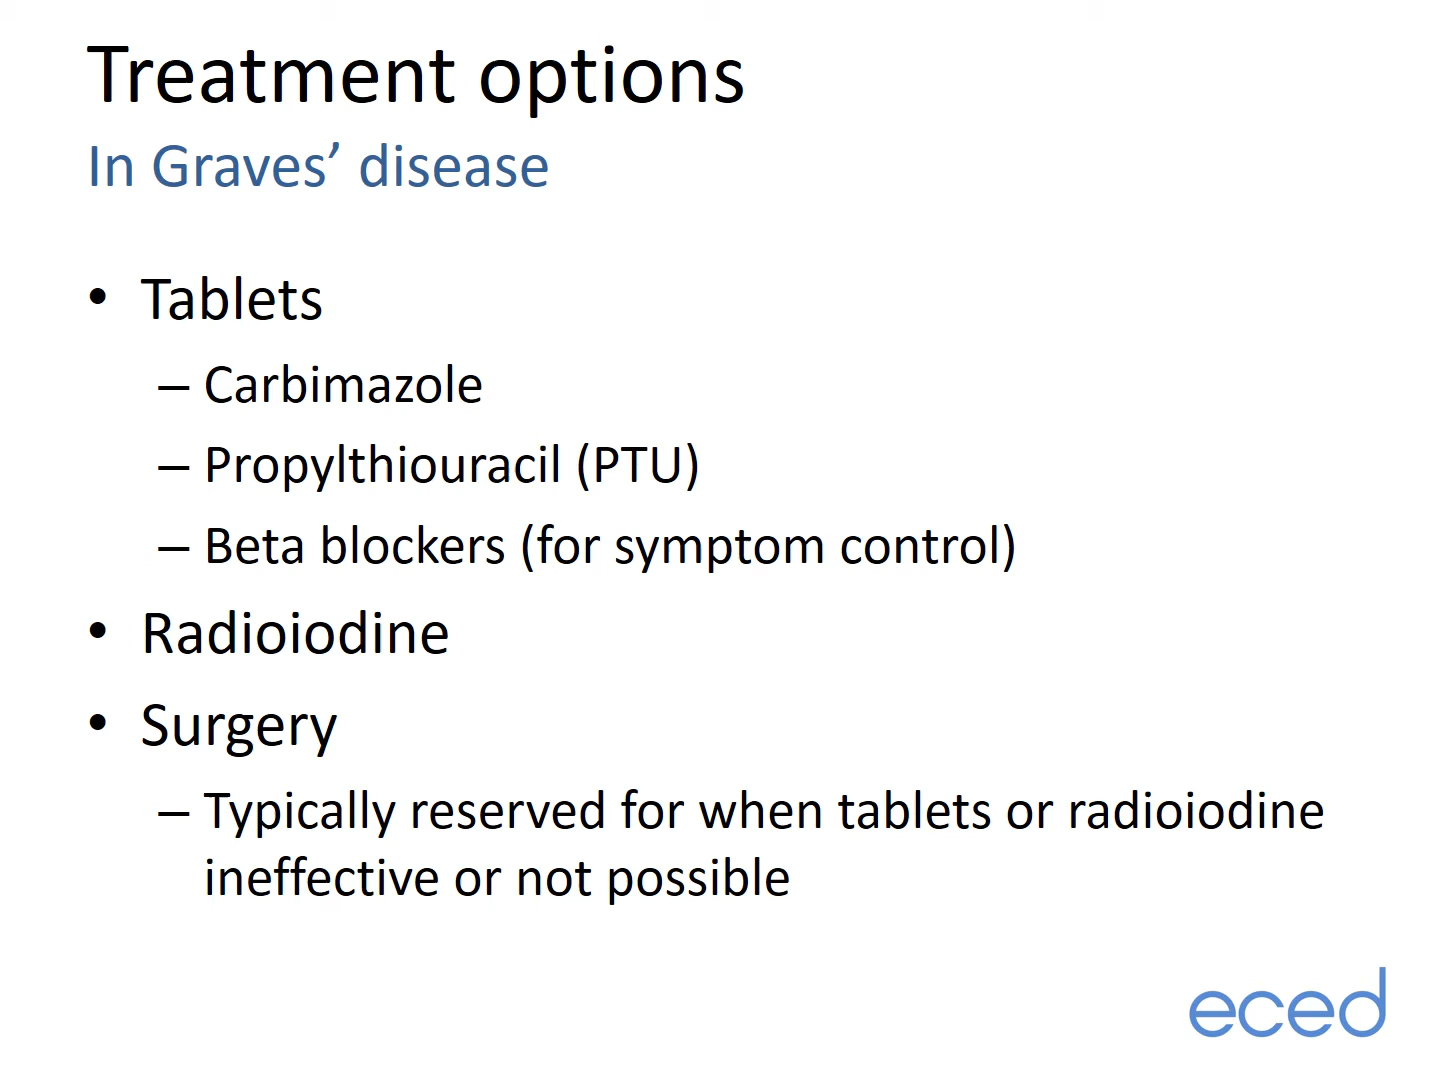 Treatment options
In Graves’ disease
• Tablets
– Carbimazole
– Propylthiouracil (PTU)
– Beta blockers (for symptom control)
• Radioiodine
• Surgery
– Typically reserved for when tablets or radioiodine
ineffective or not possible
eced